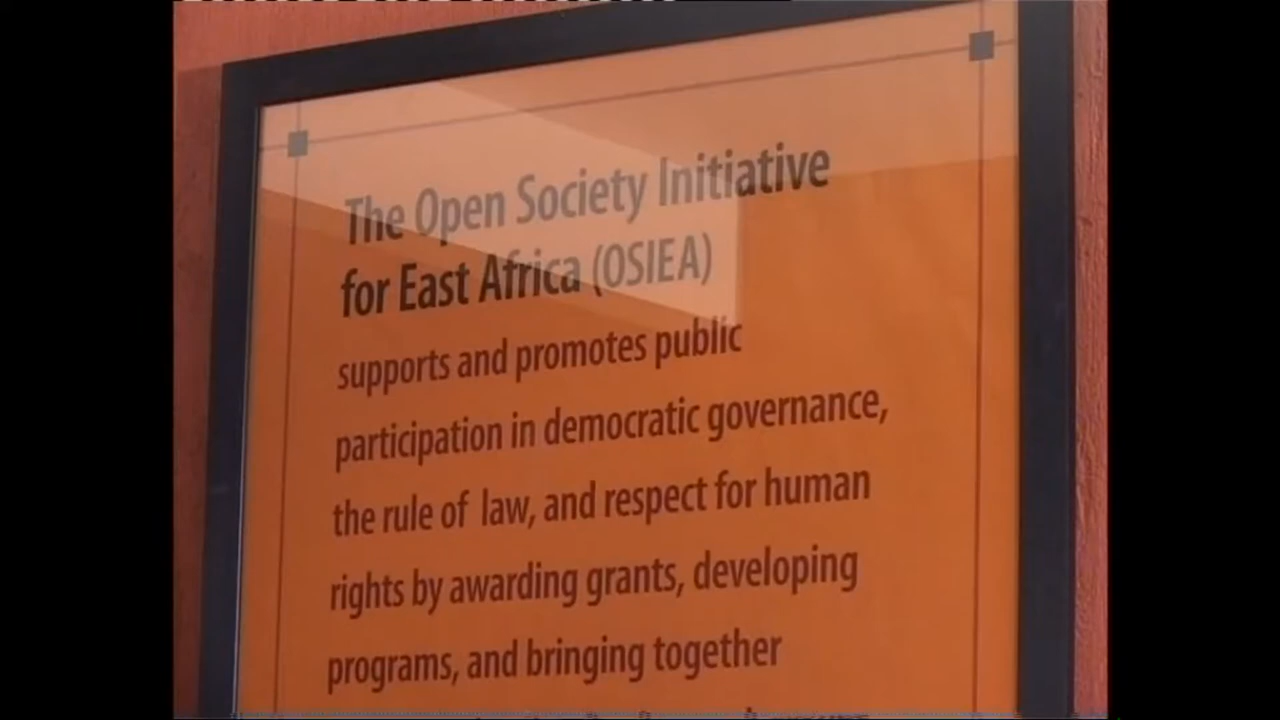 The Open Society Initiative
for East Africa (OSIEA)
supports and promotes public
participation in democratic governance,
the rule of law, and respect for human
rights by awarding grants, developing
programs, and bringing together